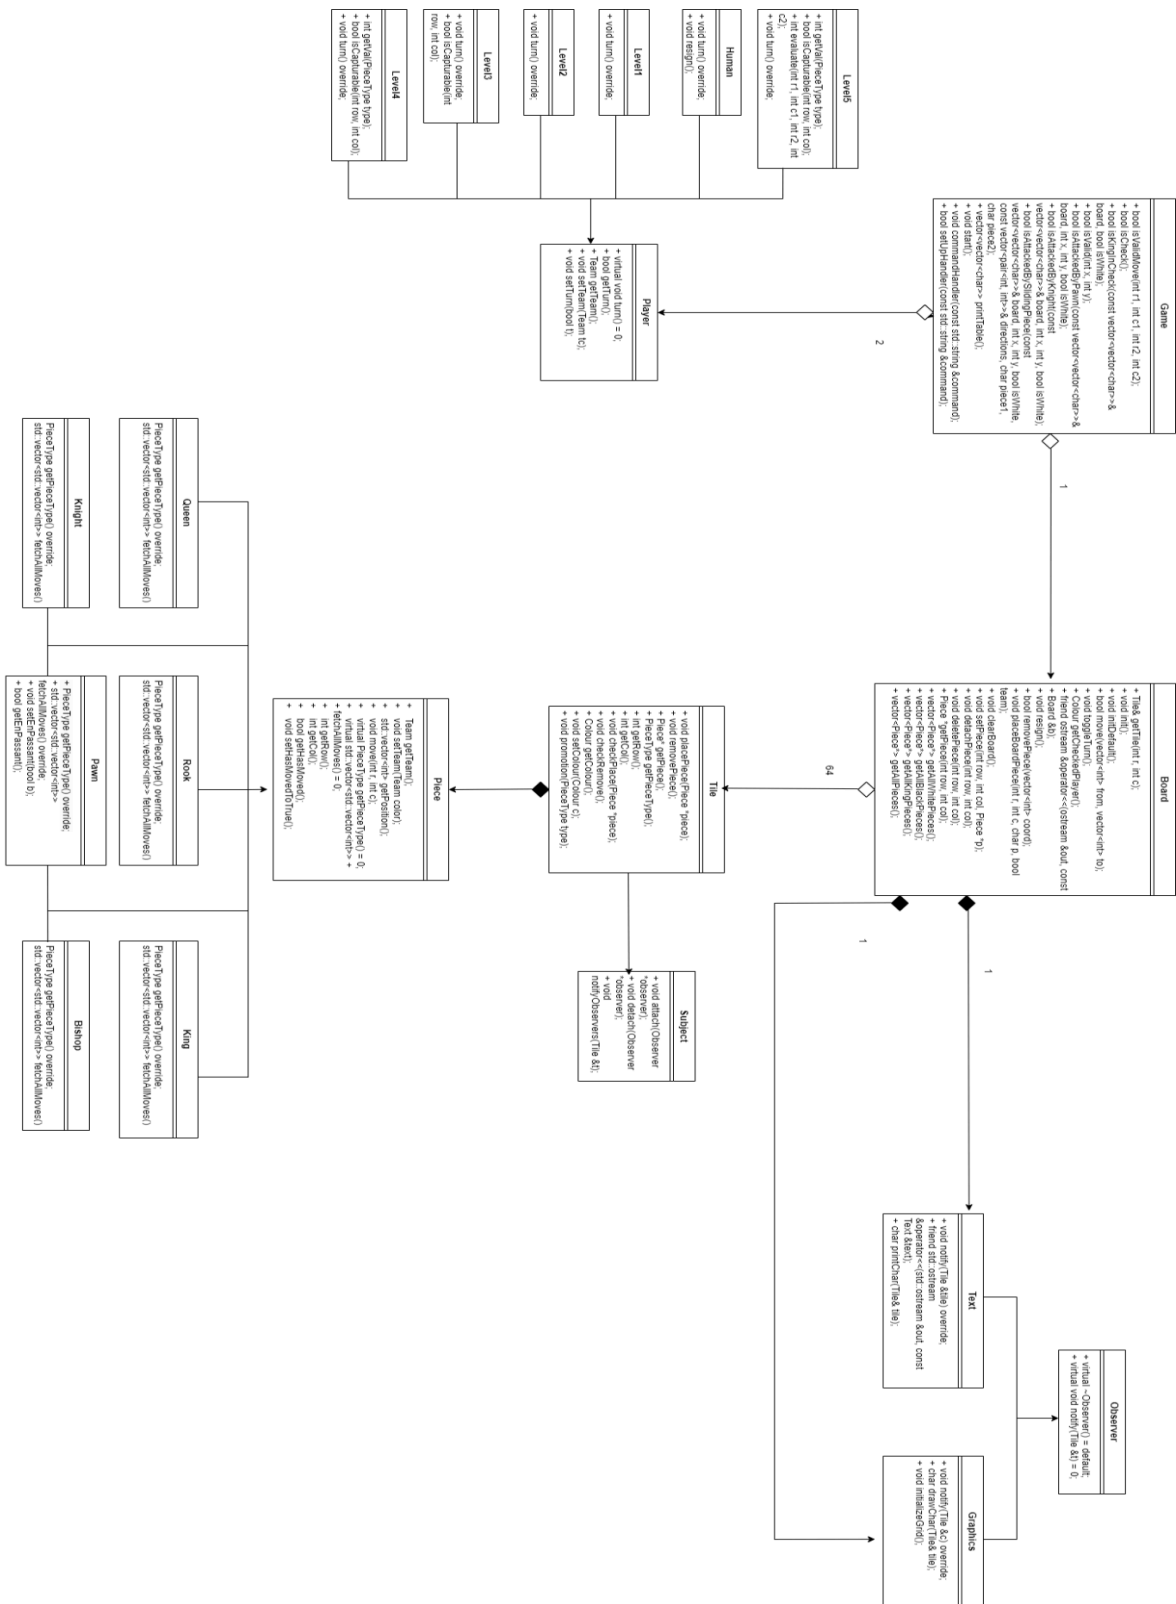 Game
+ bool isValidMove(int r1, int c1, int r2, int c2);
+ bool isCheck();
+ bool isKingInCheck(const vector<vector<char>>&
board, bool isWhite);
+ bool isValid(int x, int y);
+ bool isAttackedByPawn(const vector<vector<char>>&
board, int x, int y, bool isWhite);
+ bool isAttackedByKnight(const
vector<vector<char>>& board, int x, int y, bool isWhite);
+ bool isAttackedBySlidingPiece(const
vector<vector<char>>& board, int x, int y, bool isWhite,
const vector<pair<int, int>>& directions, char piece1,
char piece2);
+ vector<vector<char>> printTable();
+ void start();
+ void commandHandler(const std::string &command);
+ bool setUpHandler(const std::string &command);
1
2
Board
+ Tile& getTile(int r, int c);
+ void init();
+ void initDefault();
+ bool move(vector<int> from, vector<int> to);
+ void toggleTurn();
+ Colour getCheckedPlayer();
+ friend ostream &operator<<(ostream &out, const
Board &b);
+ void resign();
+ bool removePiece(vector<int> coord);
+ void placeBoardPiece(int r, int c, char p, bool
team);
+ void clearBoard();
+ void setPiece(int row, int col, Piece *p);
+ void detachPiece(int row, int col);
+ void deletePiece(int row, int col);
+ Piece *getPiece(int row, int col);
+ vector<Piece*> getAllWhitePieces();
+ vector<Piece*> getAllBlackPieces();
+ vector<Piece*> getAllKingPieces();
+ vector<Piece*> getAllPieces();
64
1
1
Observer
+ virtual ~Observer() = default;
+ virtual void notify(Tile &t) = 0;
Text
+ void notify(Tile &tile) override;
+ friend std::ostream
&operator<<(std::ostream &out, const
Text &text);
+ char printChar(Tile& tile);
Graphics
+ void notify(Tile &c) override;
+ char drawChar(Tile& tile);
+ void initializeGrid();
Level5
+ int getVal(PieceType type);
+ bool isCapturable(int row, int col);
+ int evaluate(int r1, int c1, int r2, int
c2);
+ void turn() override;
Human
+ void turn() override;
+ void resign();
Level1
+ void turn() override;
Level2
+ void turn() override;
Level3
+ void turn() override;
+ bool isCapturable(int
row, int col);
Level4
+ int getVal(PieceType type);
+ bool isCapturable(int row, int col);
+ void turn() override;
Player
+ virtual void turn() = 0;
+ bool getTurn();
+ Team getTeam();
+ void setTeam(Team tc);
+ void setTurn(bool t);
Tile
+ void placePiece(Piece *piece);
+ void removePiece();
+ Piece* getPiece();
+ PieceType getPieceType();
+ int getRow();
+ int getCol();
+ void checkPlace(Piece *piece);
+ void checkRemove();
+ Colour getColour();
+ void setColour(Colour c);
+ void promotion(PieceType type);
Subject
+ void attach(Observer
*observer);
+ void detach(Observer
*observer);
+ void
notifyObservers(Tile &t);
Piece
+ Team getTeam();
+ void setTeam(Team color);
+ std::vector<int> getPosition();
+ void move(int r, int c);
+ virtual PieceType getPieceType() = 0;
+ virtual std::vector<std::vector<int>> +
fetchAllMoves() = 0;
+ int getRow();
+ int getCol();
+ bool getHasMoved();
+ void setHasMovedToTrue();
Queen
PieceType getPieceType() override;
std::vector<std::vector<int>> fetchAllMoves()
Rook
PieceType getPieceType() override;
std::vector<std::vector<int>> fetchAllMoves()
King
PieceType getPieceType() override;
std::vector<std::vector<int>> fetchAllMoves()
Knight
PieceType getPieceType() override;
std::vector<std::vector<int>> fetchAllMoves()
Pawn
+ PieceType getPieceType() override;
+ std::vector<std::vector<int>>
fetchAllMoves() override;
+ void setEnPassant(bool b);
+ bool getEnPassant();
Bishop
PieceType getPieceType() override;
std::vector<std::vector<int>> fetchAllMoves()